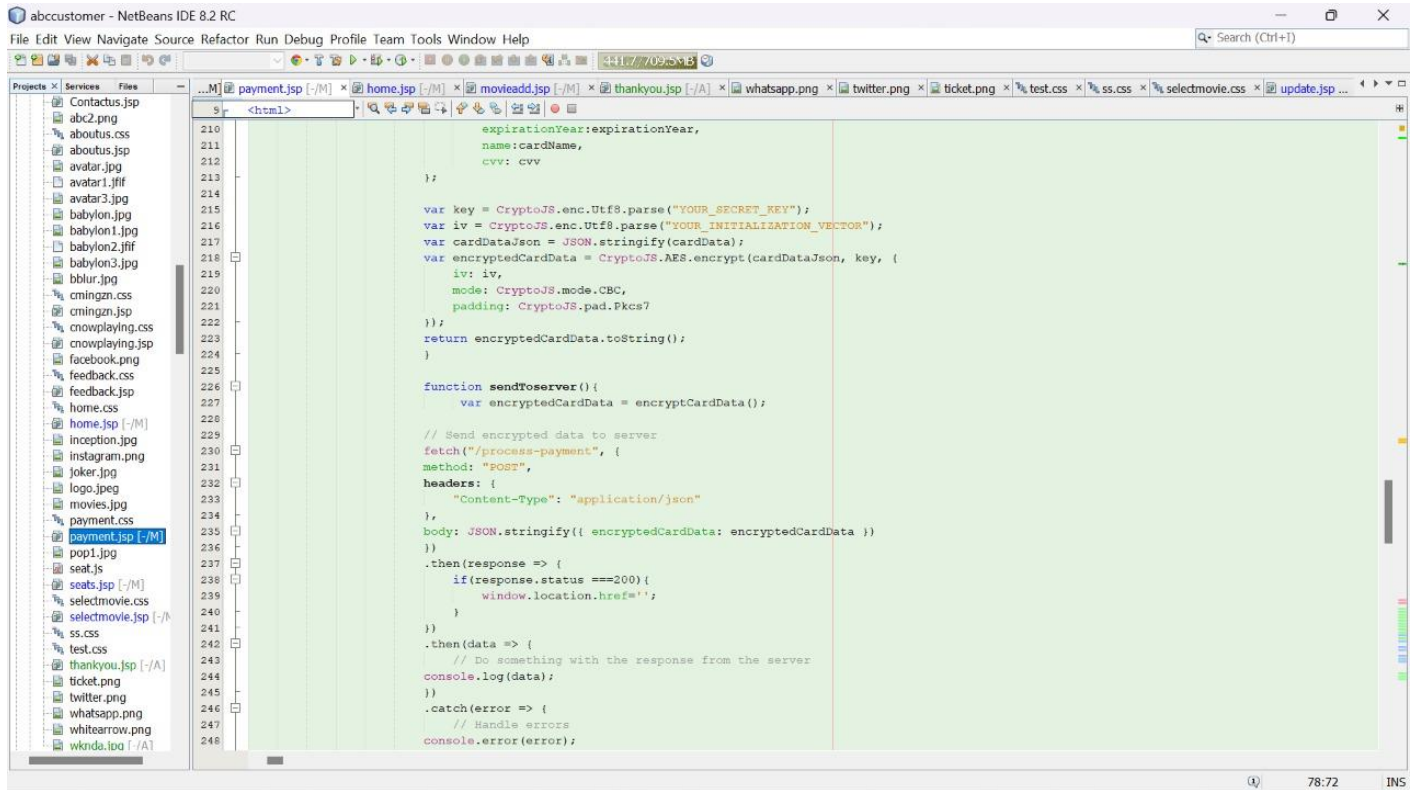 abccustomer - NetBeans IDE 8.2 RC
File Edit View Navigate Source Refactor Run Debug Profile Team Tools Window Help
Search (Ctrl+I)
441.7/709.5MB
Projects Services Files
...M] payment.jsp [-/M] home.jsp [-/M] movieadd.jsp [-/M] thankyou.jsp [-/A] whatsapp.png twitter.png ticket.png test.css ss.css selectmovie.css update.jsp ...
Contactus.jsp
abc2.png
aboutus.css
aboutus.jsp
avatar.jpg
avatar1.jfif
avatar3.jpg
babylon.jpg
babylon1.jpg
babylon2.jfif
babylon3.jpg
bblur.jpg
cmingzn.css
cmingzn.jsp
cnowplaying.css
cnowplaying.jsp
facebook.png
feedback.css
feedback.jsp
home.css
home.jsp [-/M]
inception.jpg
instagram.png
joker.jpg
logo.jpeg
movies.jpg
payment.css
payment.jsp [-/M]
pop1.jpg
seat.js
seats.jsp [-/M]
selectmovie.css
selectmovie.jsp [-/M
ss.css
test.css
thankyou.jsp [-/A]
ticket.png
twitter.png
whatsapp.png
whitearrow.png
wknda.jpg [-/A]
9 <html>
210 expirationYear:expirationYear,
211 name:cardName,
212 cvv: cvv
213 };
214
215 var key = CryptoJS.enc.Utf8.parse("YOUR_SECRET_KEY");
216 var iv = CryptoJS.enc.Utf8.parse("YOUR_INITIALIZATION_VECTOR");
217 var cardDataJson = JSON.stringify(cardData);
218 var encryptedCardData = CryptoJS.AES.encrypt(cardDataJson, key, {
219 iv: iv,
220 mode: CryptoJS.mode.CBC,
221 padding: CryptoJS.pad.Pkcs7
222 });
223 return encryptedCardData.toString();
224 }
225
226 function sendToserver(){
227 var encryptedCardData = encryptCardData();
228
229 // Send encrypted data to server
230 fetch("/process-payment", {
231 method: "POST",
232 headers: {
233 "Content-Type": "application/json"
234 },
235 body: JSON.stringify({ encryptedCardData: encryptedCardData })
236 })
237 .then(response => {
238 if(response.status ===200){
239 window.location.href='';
240 }
241 })
242 .then(data => {
243 // Do something with the response from the server
244 console.log(data);
245 })
246 .catch(error => {
247 // Handle errors
248 console.error(error);
78:72 INS